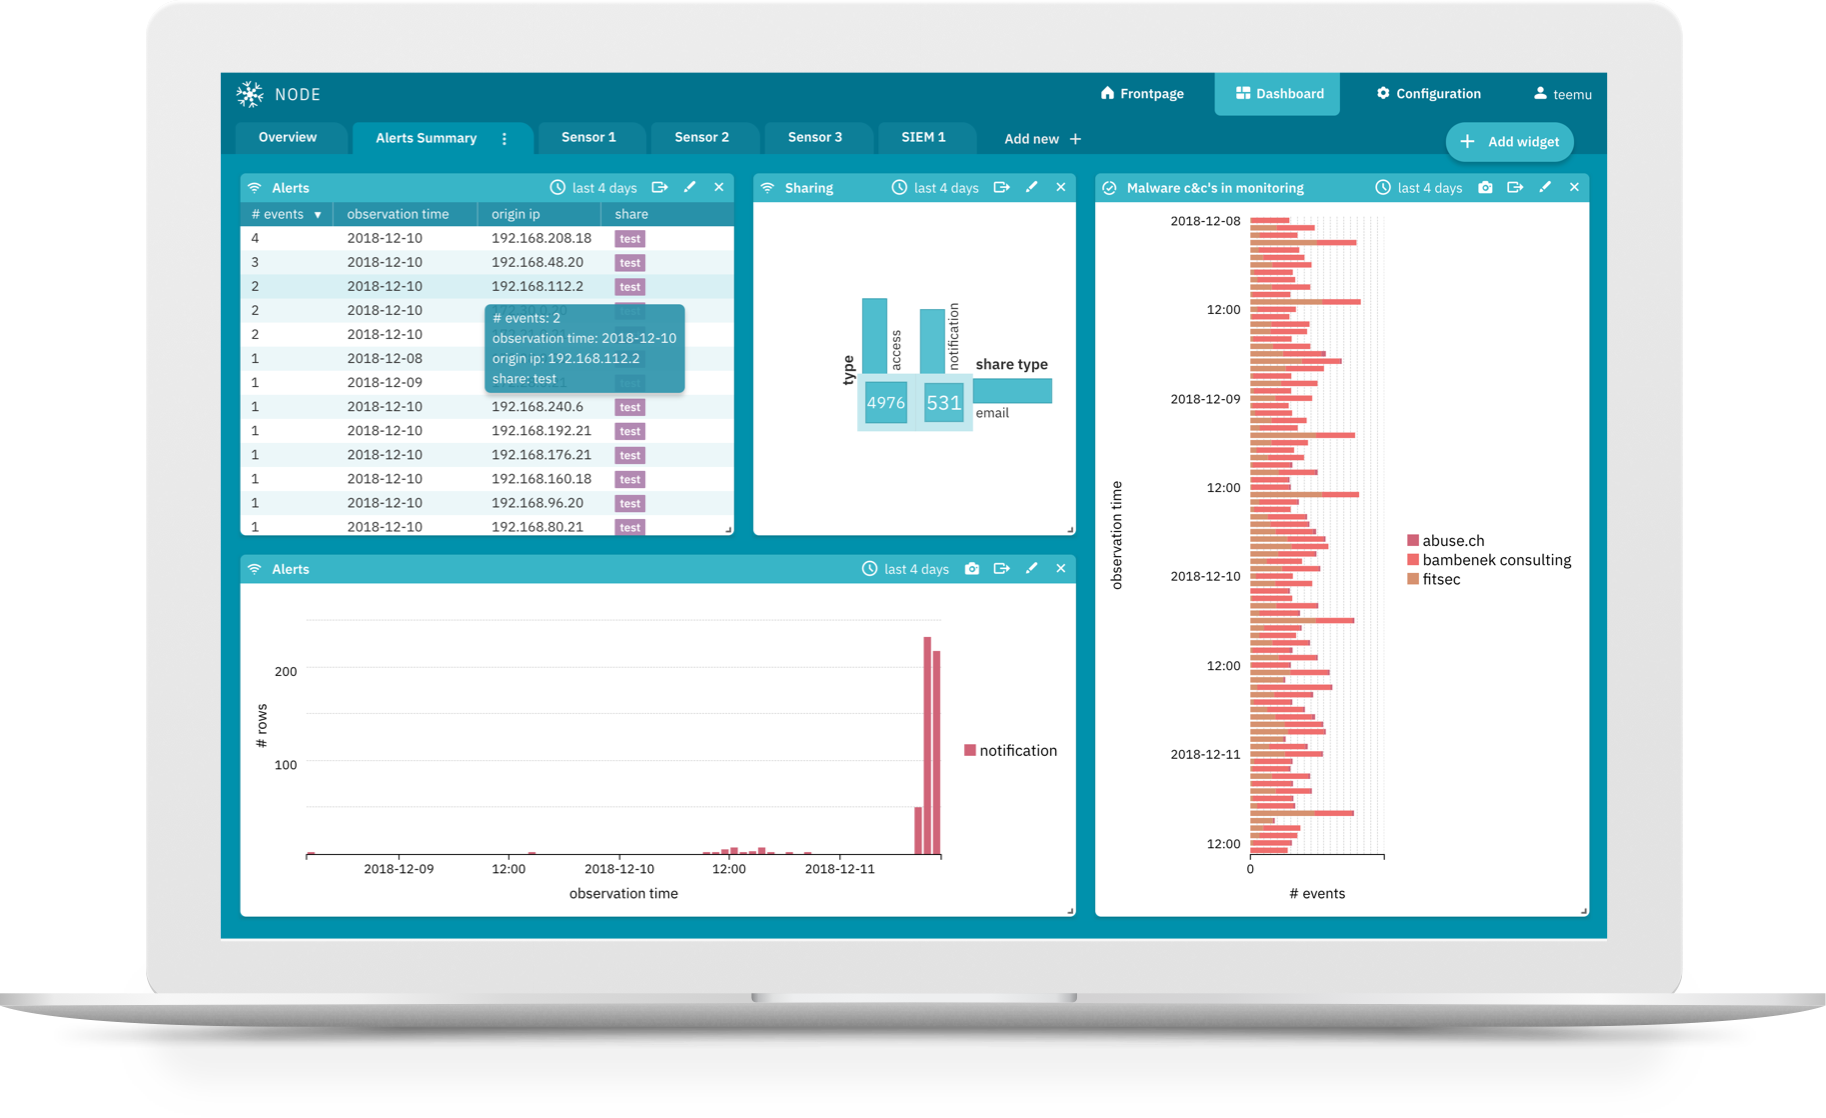 NODE
Frontpage
Dashboard
Configuration
teemu
Overview
Alerts Summary
Sensor 1
Sensor 2
Sensor 3
SIEM 1
Add new +
+ Add widget
Alerts
last 4 days
# events ▼ observation time origin ip share
4 2018-12-10 192.168.208.18 test
3 2018-12-10 192.168.48.20 test
2 2018-12-10 192.168.112.2 test
2 2018-12-10
2 2018-12-10
1 2018-12-08
1 2018-12-09
1 2018-12-10 192.168.240.6 test
1 2018-12-10 192.168.192.21 test
1 2018-12-10 192.168.176.21 test
1 2018-12-10 192.168.160.18 test
1 2018-12-10 192.168.96.20 test
1 2018-12-10 192.168.80.21 test
# events: 2
observation time: 2018-12-10
origin ip: 192.168.112.2
share: test
Sharing
last 4 days
type
access
notification
share type
4976
531
email
Malware c&c's in monitoring
last 4 days
observation time
2018-12-08
12:00
2018-12-09
12:00
2018-12-10
12:00
2018-12-11
12:00
0
# events
abuse.ch
bambenek consulting
fitsec
Alerts
last 4 days
# rows
200
100
2018-12-09
12:00
2018-12-10
12:00
2018-12-11
observation time
notification